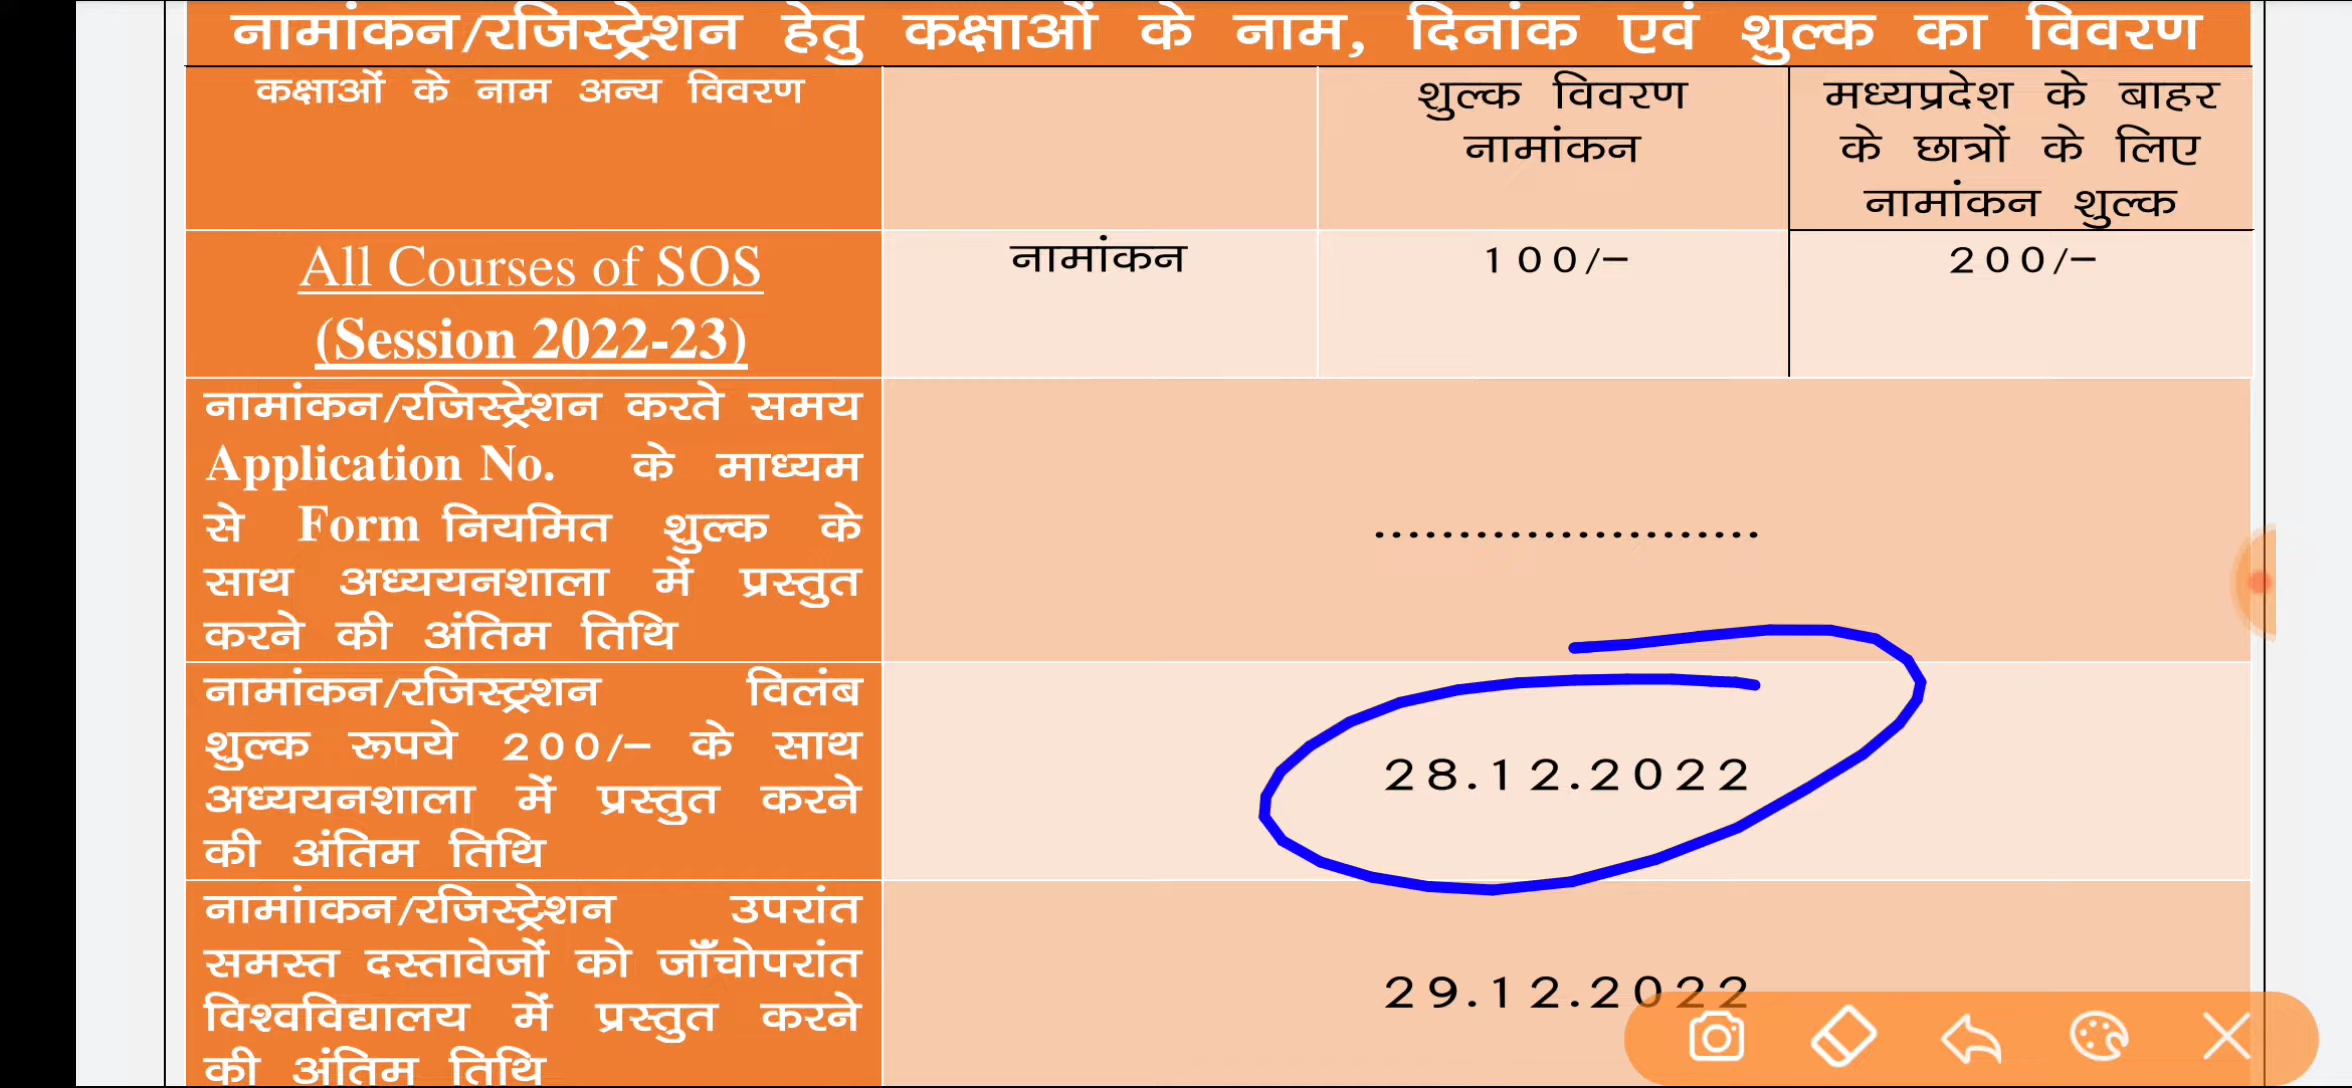 नामांकन/रजिस्ट्रेशन हेतु कक्षाओं के नाम, दिनांक एवं शुल्क का विवरण
कक्षाओं के नाम अन्य विवरण
शुल्क विवरण
नामांकन
मध्यप्रदेश के बाहर
के छात्रों के लिए
नामांकन शुल्क
All Courses of SOS
(Session 2022-23)
नामांकन
100/–
200/–
नामांकन/रजिस्ट्रेशन करते समय
Application No. के माध्यम
से Form नियमित शुल्क के
साथ अध्ययनशाला में प्रस्तुत
करने की अंतिम तिथि
.......................
नामांकन/रजिस्ट्रशन विलंब
शुल्क रूपये 200/– के साथ
अध्ययनशाला में प्रस्तुत करने
की अंतिम तिथि
28.12.2022
नामांाकन/रजिस्ट्रेशन उपरांत
समस्त दस्तावेजों को जाँचोपरांत
विश्वविद्यालय में प्रस्तुत करने
की अंतिम तिथि
29.12.2022